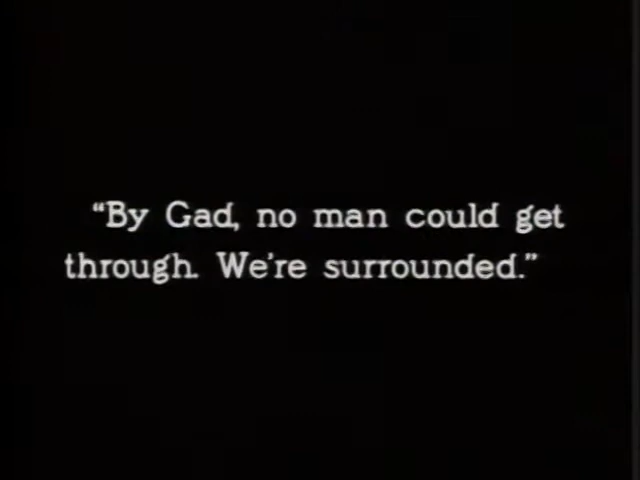 “By Gad, no man could get
through. We’re surrounded.”